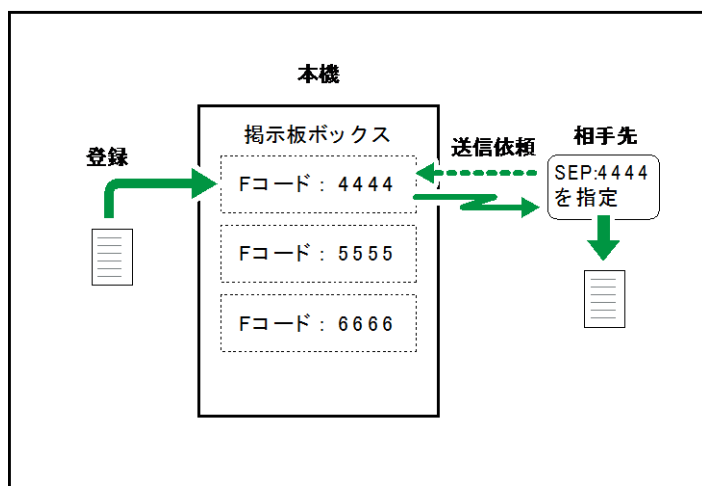 本機
掲示板ボックス
登録
送信依頼
相手先
Fコード：4444
SEP:4444
を指定
Fコード：5555
Fコード：6666